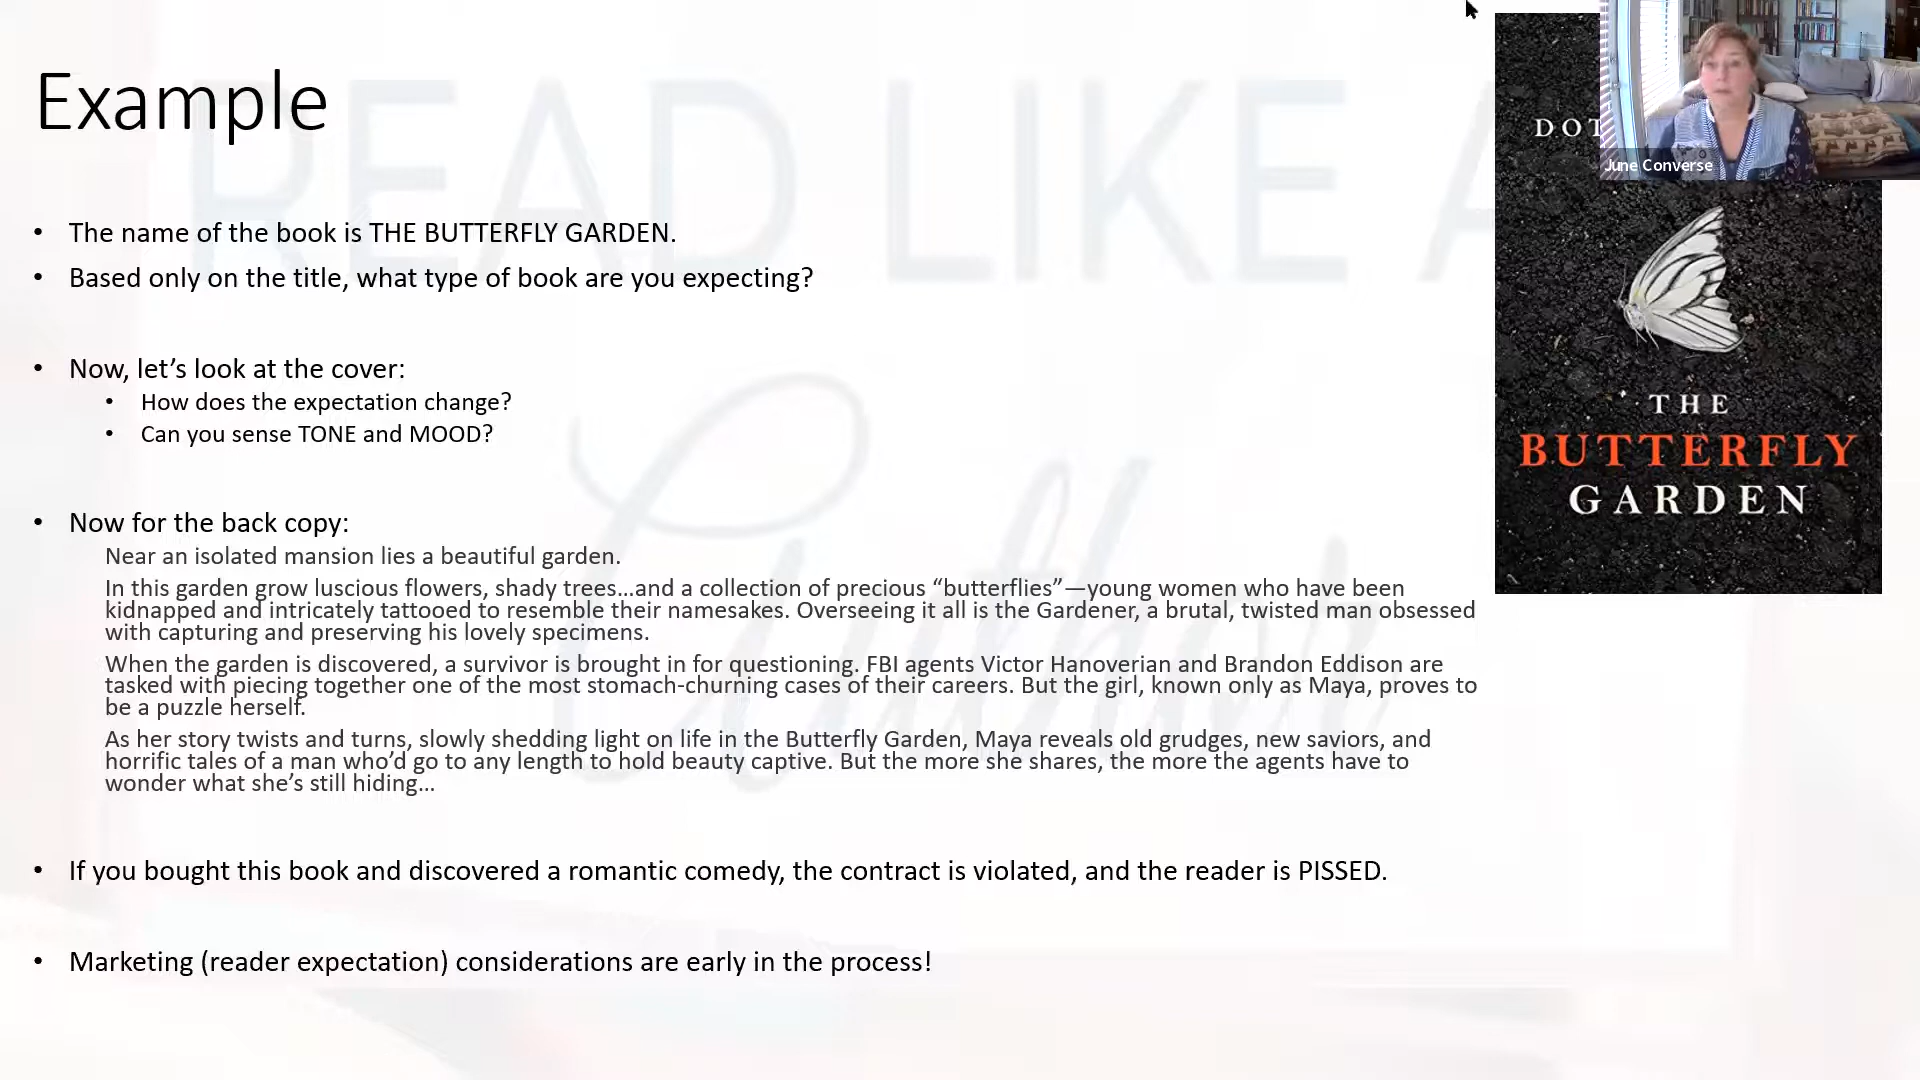 READ LIKE A
Author
Example
• The name of the book is THE BUTTERFLY GARDEN.
• Based only on the title, what type of book are you expecting?
• Now, let’s look at the cover:
• How does the expectation change?
• Can you sense TONE and MOOD?
• Now for the back copy:
Near an isolated mansion lies a beautiful garden.
In this garden grow luscious flowers, shady trees…and a collection of precious “butterflies”—young women who have been
kidnapped and intricately tattooed to resemble their namesakes. Overseeing it all is the Gardener, a brutal, twisted man obsessed
with capturing and preserving his lovely specimens.
When the garden is discovered, a survivor is brought in for questioning. FBI agents Victor Hanoverian and Brandon Eddison are
tasked with piecing together one of the most stomach-churning cases of their careers. But the girl, known only as Maya, proves to
be a puzzle herself.
As her story twists and turns, slowly shedding light on life in the Butterfly Garden, Maya reveals old grudges, new saviors, and
horrific tales of a man who’d go to any length to hold beauty captive. But the more she shares, the more the agents have to
wonder what she’s still hiding…
• If you bought this book and discovered a romantic comedy, the contract is violated, and the reader is PISSED.
• Marketing (reader expectation) considerations are early in the process!
DOT
June Converse
THE
BUTTERFLY
GARDEN